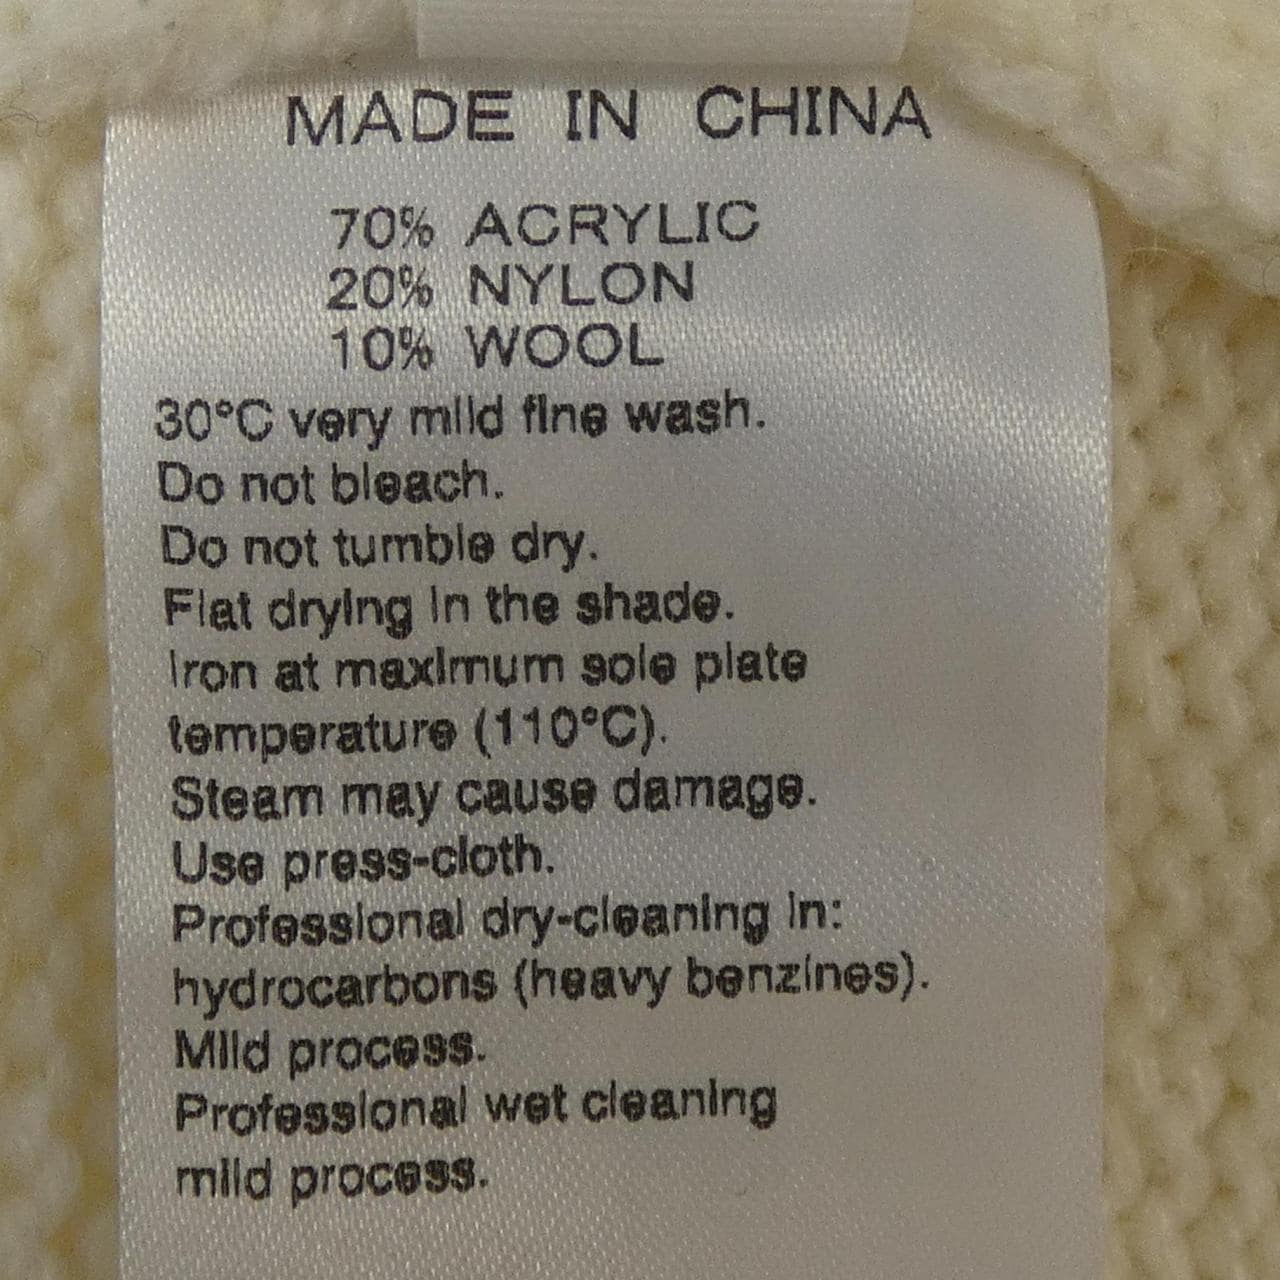 MADE IN CHINA
70% ACRYLIC
20% NYLON
10% WOOL
30°C very mild fine wash.
Do not bleach.
Do not tumble dry.
Flat drying in the shade.
Iron at maximum sole plate
temperature (110°C).
Steam may cause damage.
Use press-cloth.
Professional dry-cleaning in:
hydrocarbons (heavy benzines).
Mild process.
Professional wet cleaning
mild process.